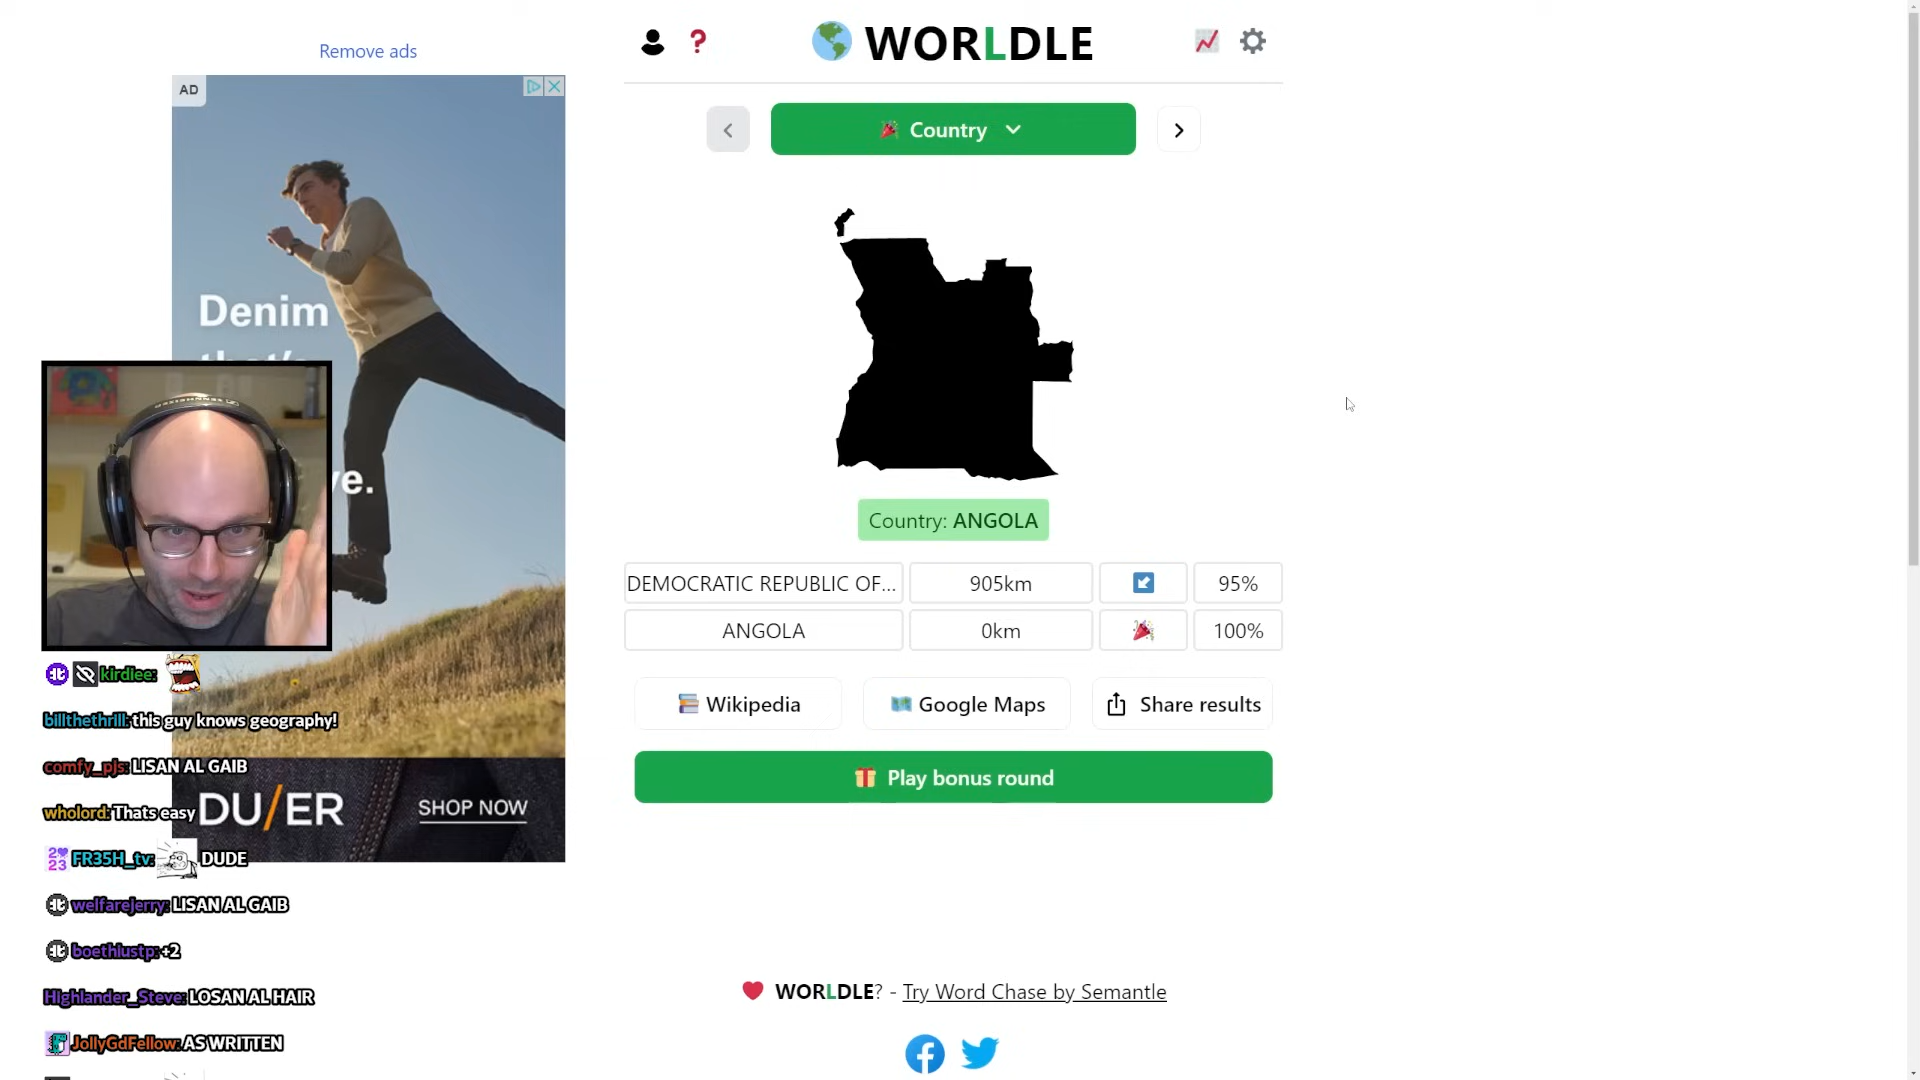 Remove ads
AD
Denim
that's
ve.
DU/ER
SHOP NOW
kirdlee:
billthethrill: this guy knows geography!
comfy_pjs: LISAN AL GAIB
wholord: Thats easy
FR35H_tv: DUDE
welfarejerry: LISAN AL GAIB
boethiustp: +2
Highlander_Steve: LOSAN AL HAIR
JollyGdFellow: AS WRITTEN
WORLDLE
Country
Country: ANGOLA
DEMOCRATIC REPUBLIC OF... 905km 95%
ANGOLA 0km 100%
Wikipedia Google Maps Share results
Play bonus round
WORLDLE? - Try Word Chase by Semantle